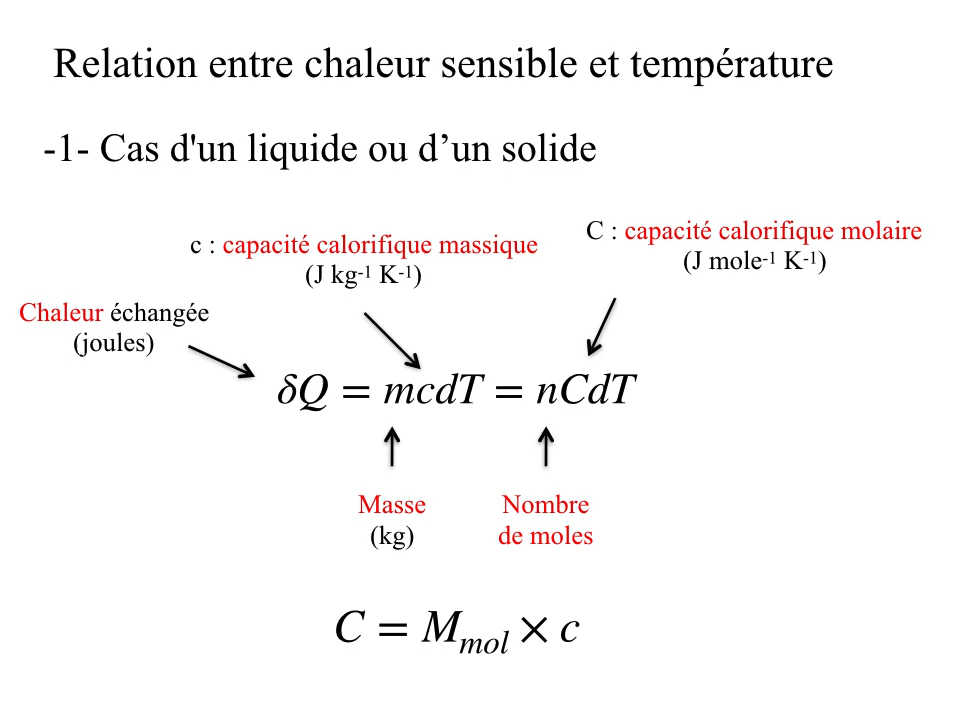 Relation entre chaleur sensible et température
-1- Cas d'un liquide ou d’un solide
c : capacité calorifique massique
(J kg-1 K-1)
C : capacité calorifique molaire
(J mole-1 K-1)
Chaleur échangée
(joules)
δQ = mcdT = nCdT
Masse
(kg)
Nombre
de moles
C = Mmol × c